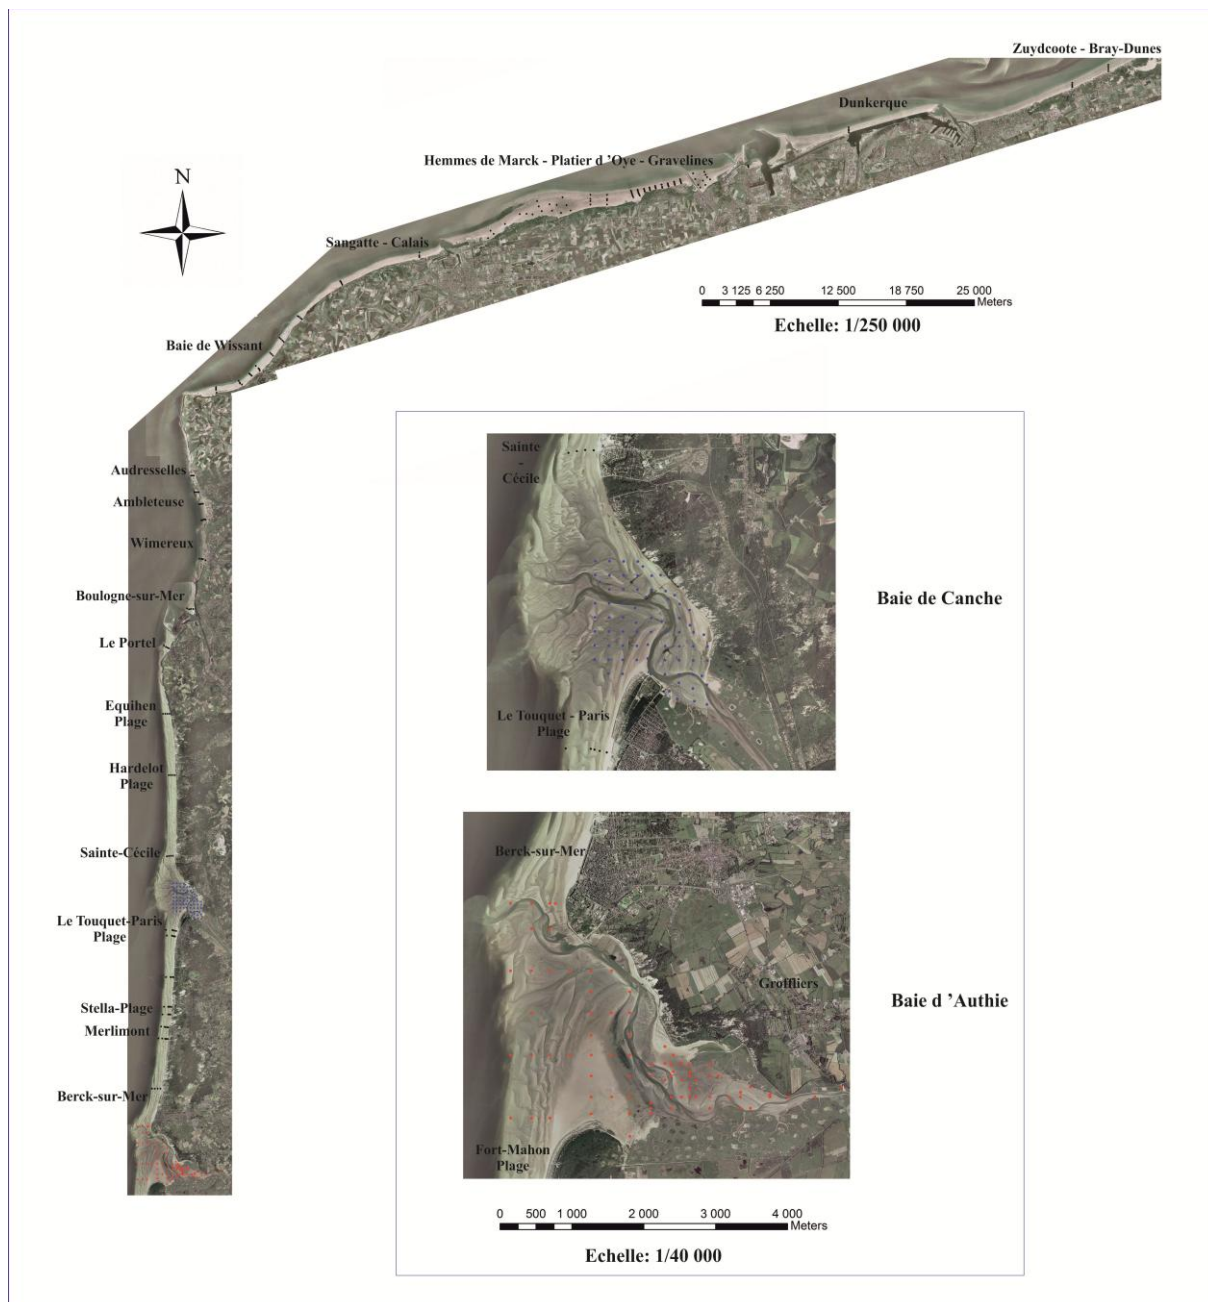 Zuydcoote - Bray-Dunes
Dunkerque
Hemmes de Marck - Platier d 'Oye - Gravelines
N
Sangatte - Calais
0 3 125 6 250 12 500 18 750 25 000
Meters
Echelle: 1/250 000
Baie de Wissant
Audresselles
Ambleteuse
Wimereux
Boulogne-sur-Mer
Le Portel
Equihen
Plage
Hardelot
Plage
Sainte-Cécile
Le Touquet-Paris
Plage
Stella-Plage
Merlimont
Berck-sur-Mer
Sainte
-
Cécile
Baie de Canche
Le Touquet - Paris
Plage
Berck-sur-Mer
Groffliers
Baie d 'Authie
Fort-Mahon
Plage
0 500 1 000 2 000 3 000 4 000
Meters
Echelle: 1/40 000